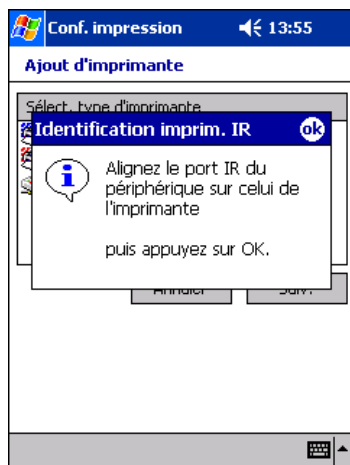 Conf. impression 13:55
Ajout d'imprimante
Sélect. type d'imprimante
Identification imprim. IR ok
Alignez le port IR du
périphérique sur celui de
l'imprimante
puis appuyez sur OK.
Annuler Suiv.